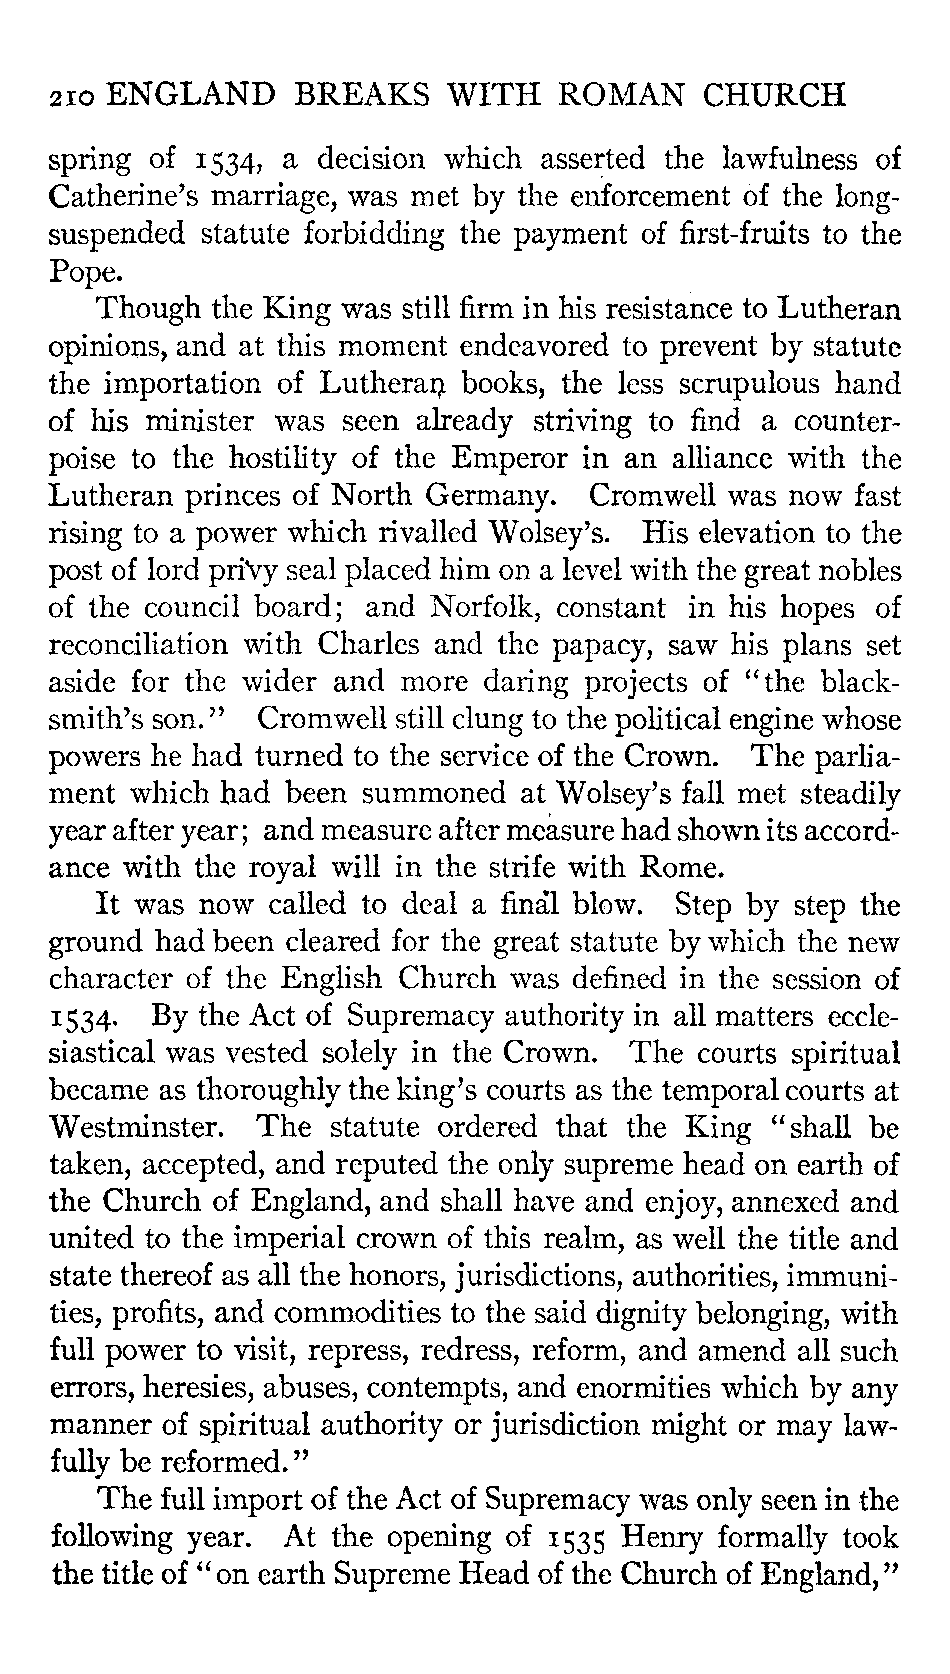 210 ENGLAND BREAKS WITH ROMAN CHURCH
spring of 1534, a decision which asserted the lawfulness of
Catherine's marriage, was met by the enforcement of the long-
suspended statute forbidding the payment of first-fruits to the
Pope.
Though the King was still firm in his resistance to Lutheran
opinions, and at this moment endeavored to prevent by statute
the importation of Lutheran books, the less scrupulous hand
of his minister was seen already striving to find a counter-
poise to the hostility of the Emperor in an alliance with the
Lutheran princes of North Germany. Cromwell was now fast
rising to a power which rivalled Wolsey's. His elevation to the
post of lord privy seal placed him on a level with the great nobles
of the council board; and Norfolk, constant in his hopes of
reconciliation with Charles and the papacy, saw his plans set
aside for the wider and more daring projects of "the black-
smith's son." Cromwell still clung to the political engine whose
powers he had turned to the service of the Crown. The parlia-
ment which had been summoned at Wolsey's fall met steadily
year after year; and measure after measure had shown its accord-
ance with the royal will in the strife with Rome.
It was now called to deal a final blow. Step by step the
ground had been cleared for the great statute by which the new
character of the English Church was defined in the session of
1534. By the Act of Supremacy authority in all matters eccle-
siastical was vested solely in the Crown. The courts spiritual
became as thoroughly the king's courts as the temporal courts at
Westminster. The statute ordered that the King "shall be
taken, accepted, and reputed the only supreme head on earth of
the Church of England, and shall have and enjoy, annexed and
united to the imperial crown of this realm, as well the title and
state thereof as all the honors, jurisdictions, authorities, immuni-
ties, profits, and commodities to the said dignity belonging, with
full power to visit, repress, redress, reform, and amend all such
errors, heresies, abuses, contempts, and enormities which by any
manner of spiritual authority or jurisdiction might or may law-
fully be reformed."
The full import of the Act of Supremacy was only seen in the
following year. At the opening of 1535 Henry formally took
the title of "on earth Supreme Head of the Church of England,"